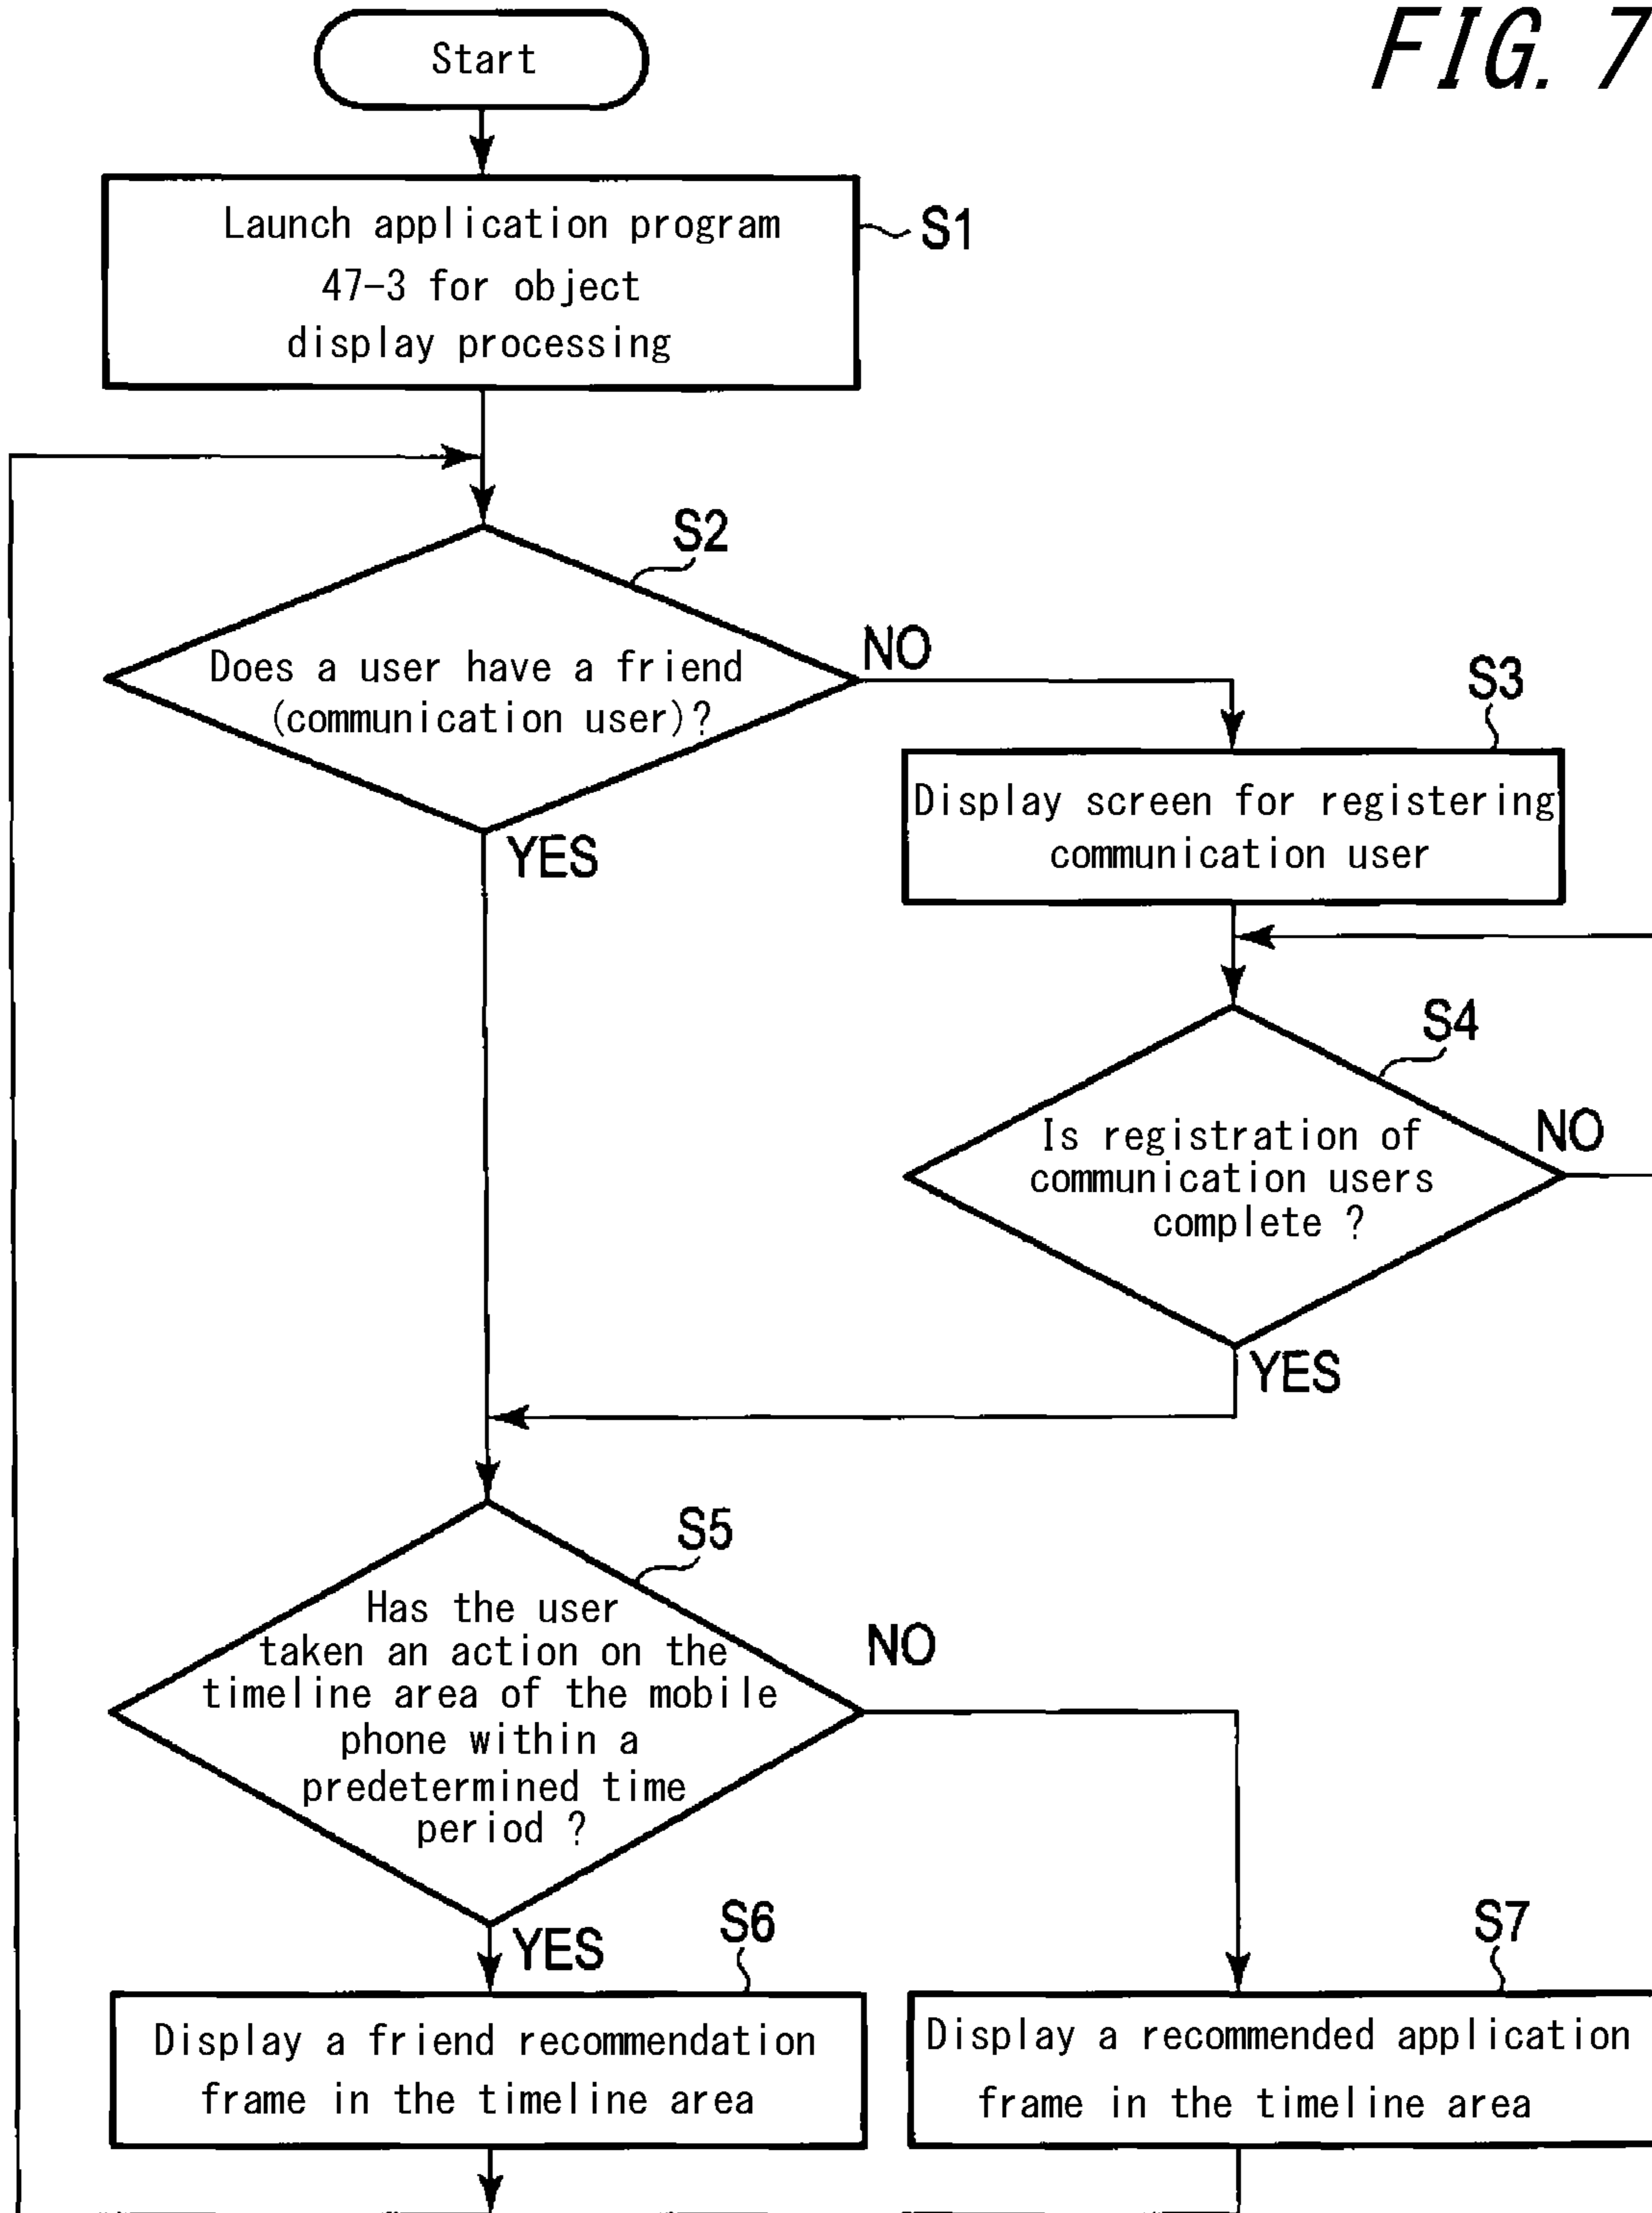 FIG. 7
Start
Launch application program
47-3 for object
display processing
S1
S2
Does a user have a friend
(communication user)?
NO
YES
S3
Display screen for registering
communication user
S4
Is registration of
communication users
complete ?
NO
YES
S5
Has the user
taken an action on the
timeline area of the mobile
phone within a
predetermined time
period ?
NO
YES
S6
Display a friend recommendation
frame in the timeline area
S7
Display a recommended application
frame in the timeline area